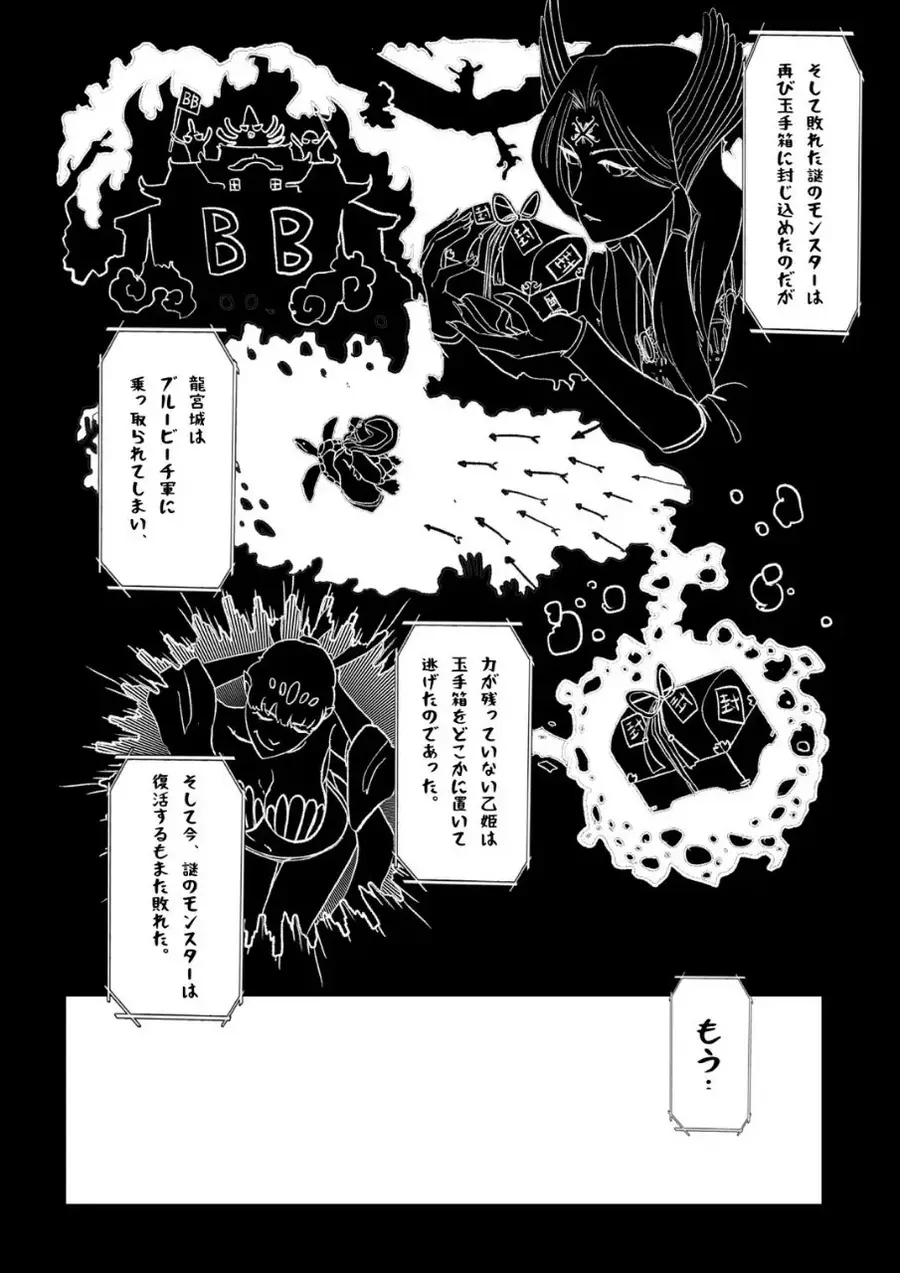 そして敗れた謎のモンスターは
再び玉手箱に封じ込めたのだが
封
封
封
再
BB
BB
龍宮城は
ブルービーチ軍に
乗っ取られてしまい、
力が残っていない乙姫は
玉手箱をどこかに置いて
逃げたのであった。
封
封
封
そして今、謎のモンスターは
復活するもまた敗れた。
もう・・